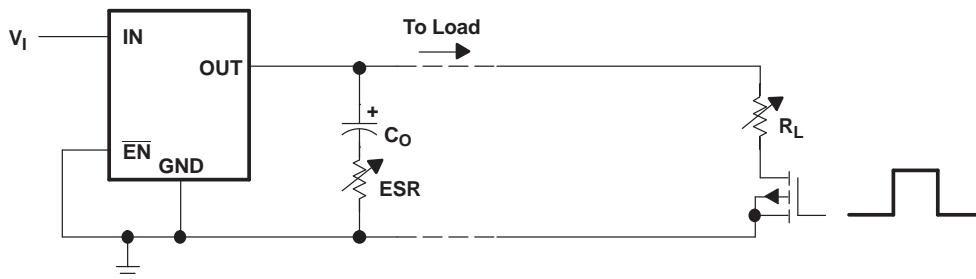 To Load
V_I
IN
OUT
+
C_O
R_L
EN̅
GND
ESR